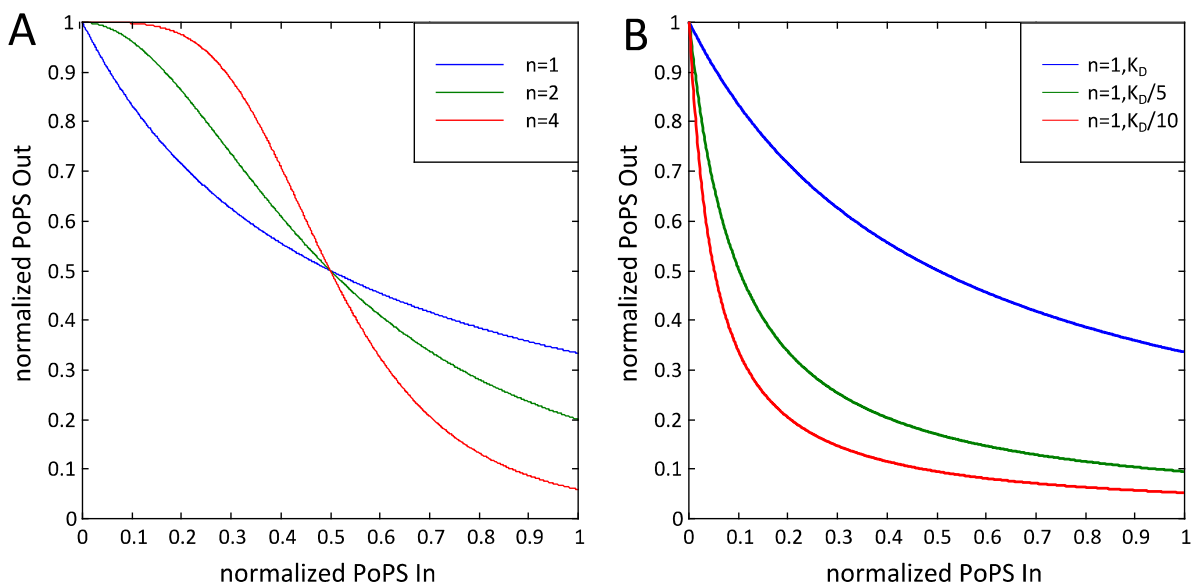 A
1
0.9
0.8
0.7
0.6
0.5
0.4
0.3
0.2
0.1
0
normalized PoPS Out
n=1
n=2
n=4
0 0.1 0.2 0.3 0.4 0.5 0.6 0.7 0.8 0.9 1
normalized PoPS In
B
1
0.9
0.8
0.7
0.6
0.5
0.4
0.3
0.2
0.1
0
normalized PoPS Out
n=1,KD
n=1,KD/5
n=1,KD/10
0.1 0.2 0.3 0.4 0.5 0.6 0.7 0.8 0.9 1
normalized PoPS In